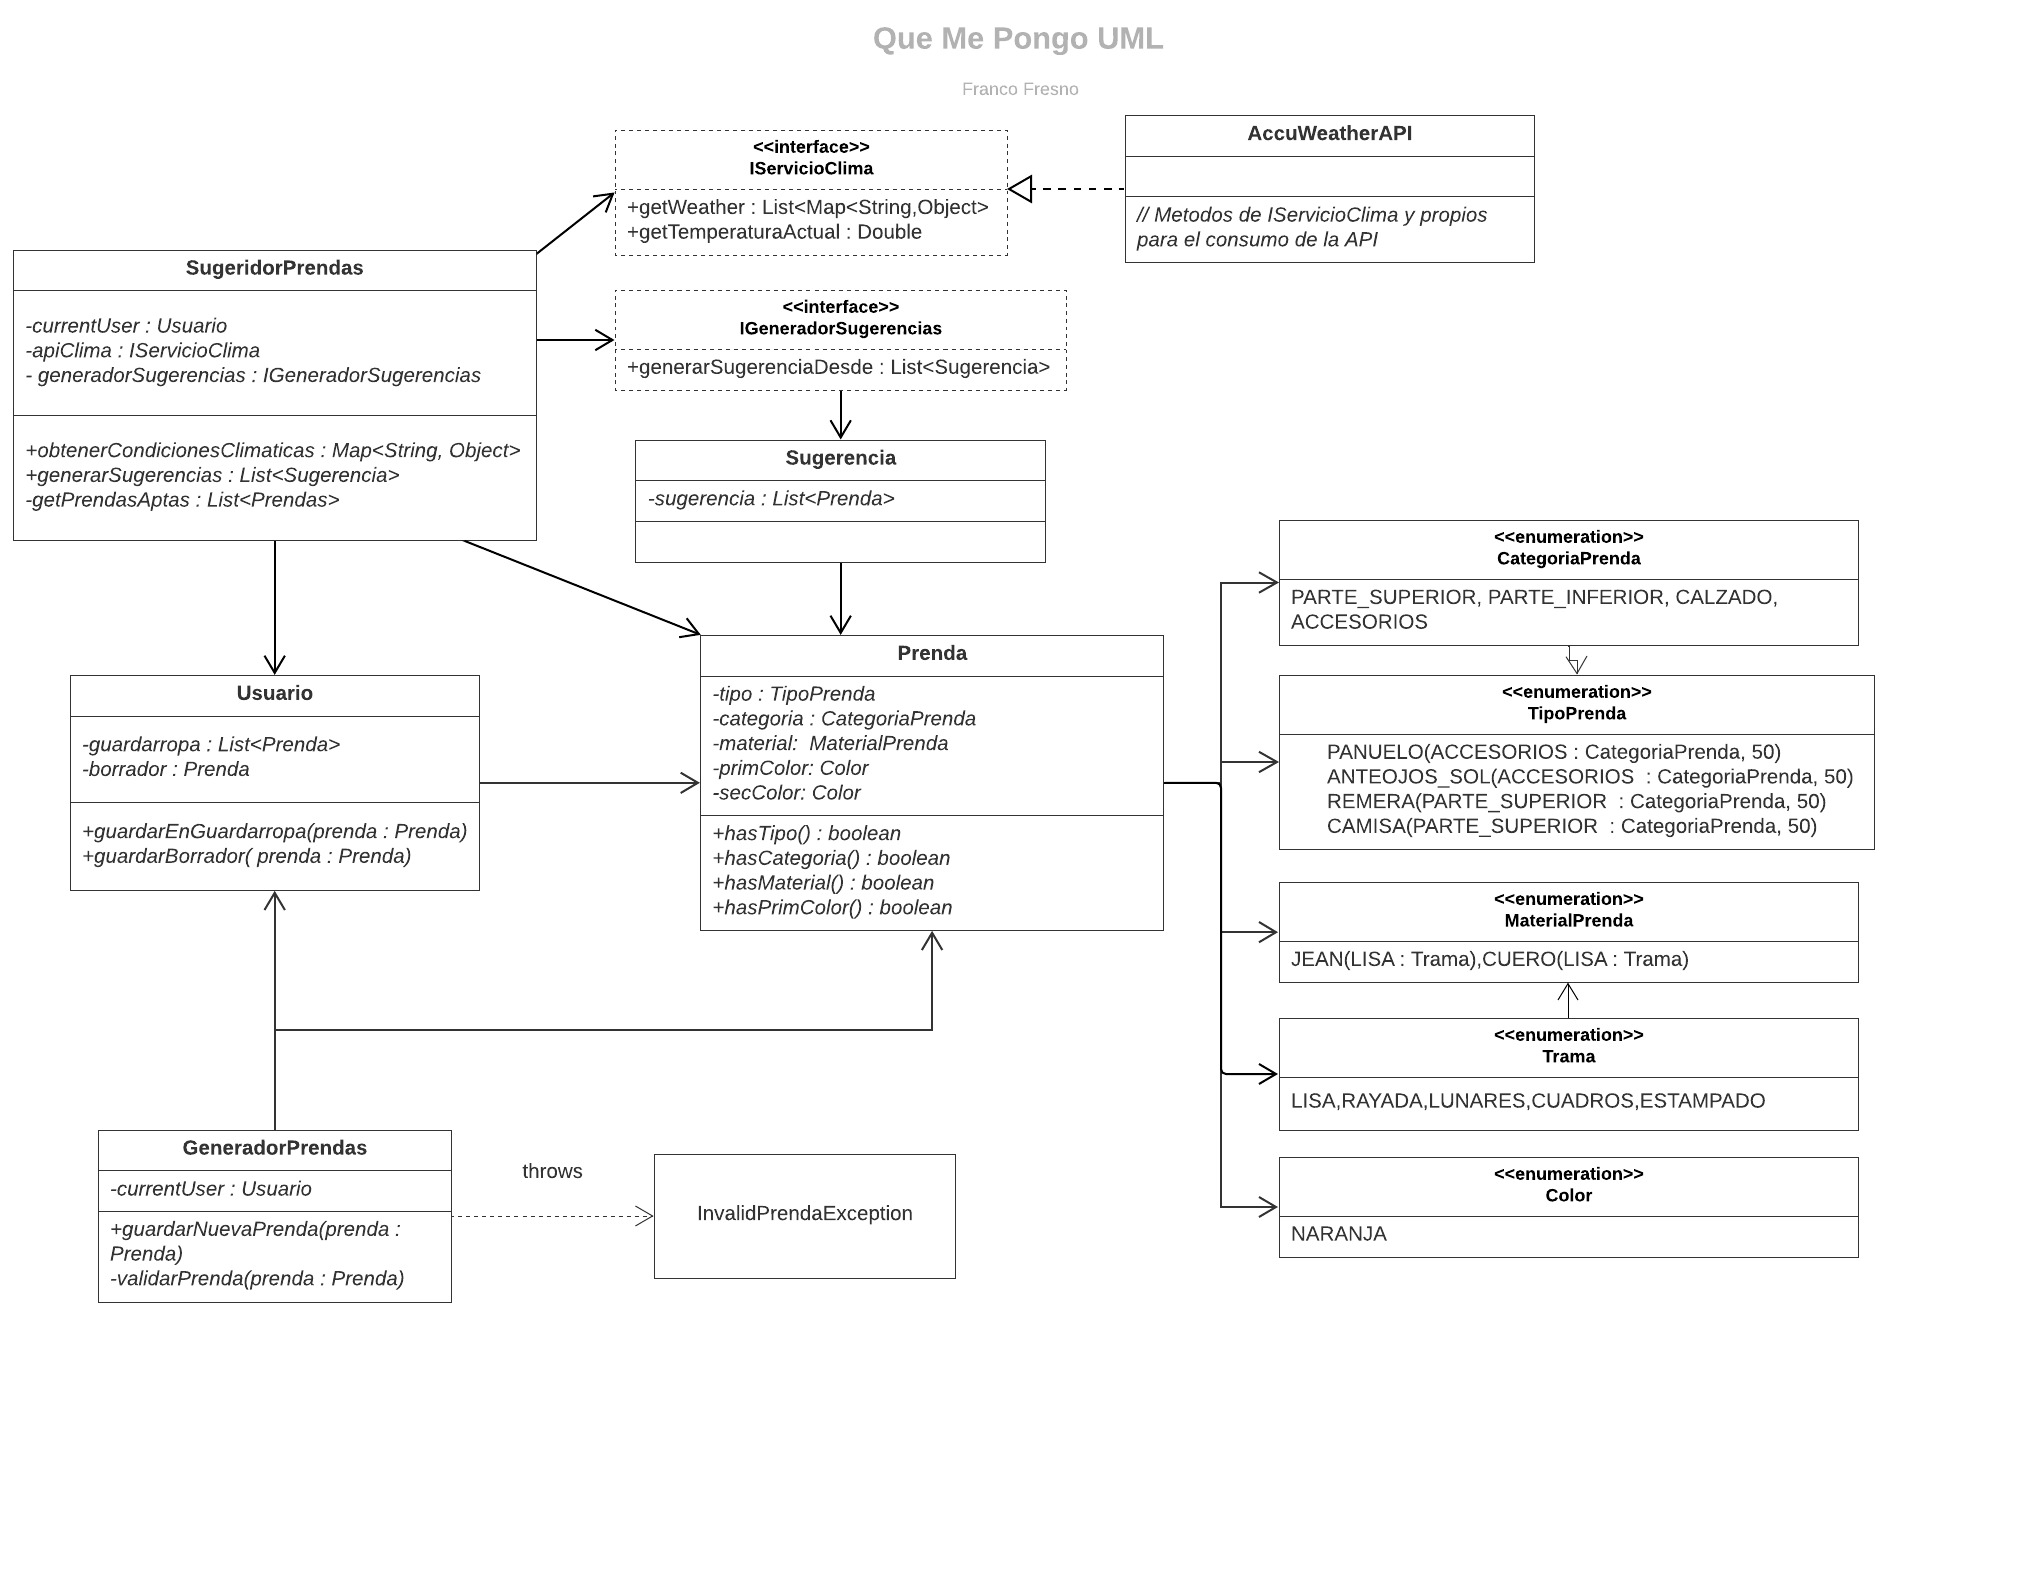 Que Me Pongo UML
Franco Fresno
<<interface>>
IServicioClima
+getWeather : List<Map<String,Object>
+getTemperaturaActual : Double
AccuWeatherAPI
// Metodos de IServicioClima y propios
para el consumo de la API
SugeridorPrendas
-currentUser : Usuario
-apiClima : IServicioClima
- generadorSugerencias : IGeneradorSugerencias
+obtenerCondicionesClimaticas : Map<String, Object>
+generarSugerencias : List<Sugerencia>
-getPrendasAptas : List<Prendas>
<<interface>>
IGeneradorSugerencias
+generarSugerenciaDesde : List<Sugerencia>
Sugerencia
-sugerencia : List<Prenda>
Usuario
-guardarropa : List<Prenda>
-borrador : Prenda
+guardarEnGuardarropa(prenda : Prenda)
+guardarBorrador( prenda : Prenda)
Prenda
-tipo : TipoPrenda
-categoria : CategoriaPrenda
-material:  MaterialPrenda
-primColor: Color
-secColor: Color
+hasTipo() : boolean
+hasCategoria() : boolean
+hasMaterial() : boolean
+hasPrimColor() : boolean
<<enumeration>>
CategoriaPrenda
PARTE_SUPERIOR, PARTE_INFERIOR, CALZADO,
ACCESORIOS
<<enumeration>>
TipoPrenda
PANUELO(ACCESORIOS : CategoriaPrenda, 50)
ANTEOJOS_SOL(ACCESORIOS  : CategoriaPrenda, 50)
REMERA(PARTE_SUPERIOR  : CategoriaPrenda, 50)
CAMISA(PARTE_SUPERIOR  : CategoriaPrenda, 50)
<<enumeration>>
MaterialPrenda
JEAN(LISA : Trama),CUERO(LISA : Trama)
<<enumeration>>
Trama
LISA,RAYADA,LUNARES,CUADROS,ESTAMPADO
<<enumeration>>
Color
NARANJA
GeneradorPrendas
-currentUser : Usuario
+guardarNuevaPrenda(prenda :
Prenda)
-validarPrenda(prenda : Prenda)
throws
InvalidPrendaException